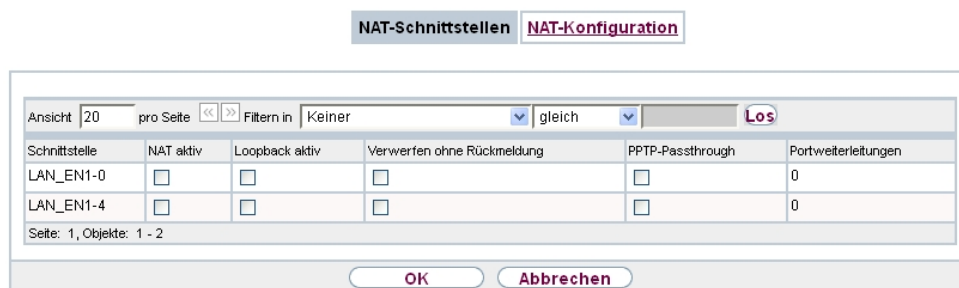 NAT-Schnittstellen NAT-Konfiguration
Ansicht 20 pro Seite << >> Filtern in Keiner gleich Los
Schnittstelle NAT aktiv Loopback aktiv Verwerfen ohne Rückmeldung PPTP-Passthrough Portweiterleitungen
LAN_EN1-0 0
LAN_EN1-4 0
Seite: 1, Objekte: 1 - 2
OK Abbrechen